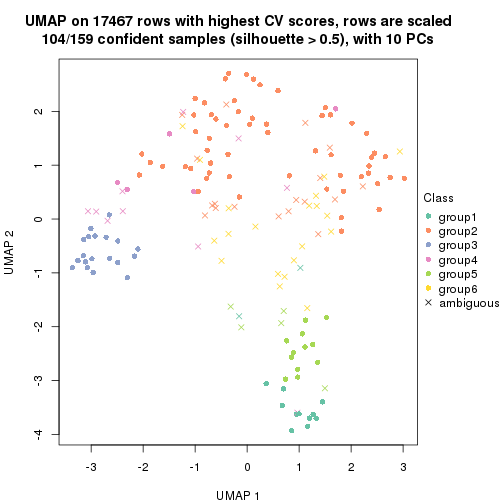 UMAP on 17467 rows with highest CV scores, rows are scaled
104/159 confident samples (silhouette > 0.5), with 10 PCs
2
1
0
-1
-2
-3
-4
UMAP 2
-3
-2
-1
0
1
2
3
UMAP 1
Class
group1
group2
group3
group4
group5
group6
ambiguous